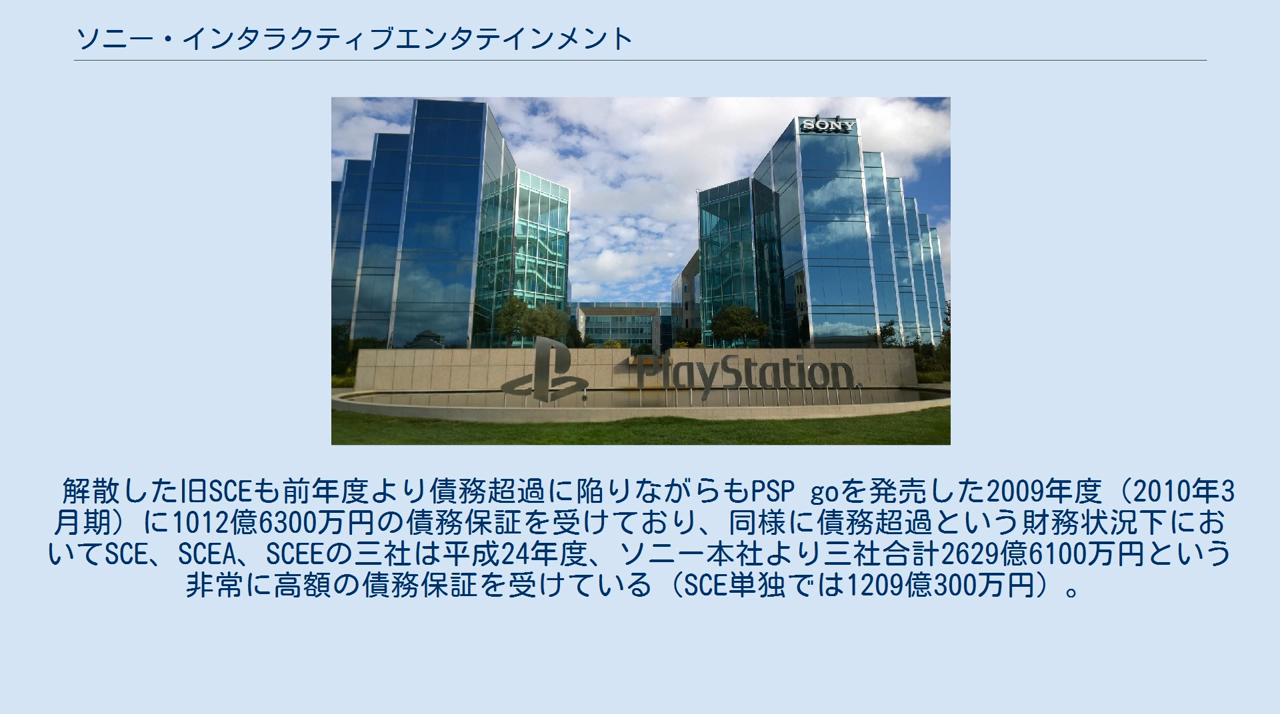 ソニー・インタラクティブエンタテインメント
SONY
PlayStation
解散した旧SCEも前年度より債務超過に陥りながらもPSP goを発売した2009年度（2010年3
月期）に1012億6300万円の債務保証を受けており、同様に債務超過という財務状況下にお
いてSCE、SCEA、SCEEの三社は平成24年度、ソニー本社より三社合計2629億6100万円という
非常に高額の債務保証を受けている（SCE単独では1209億300万円）。